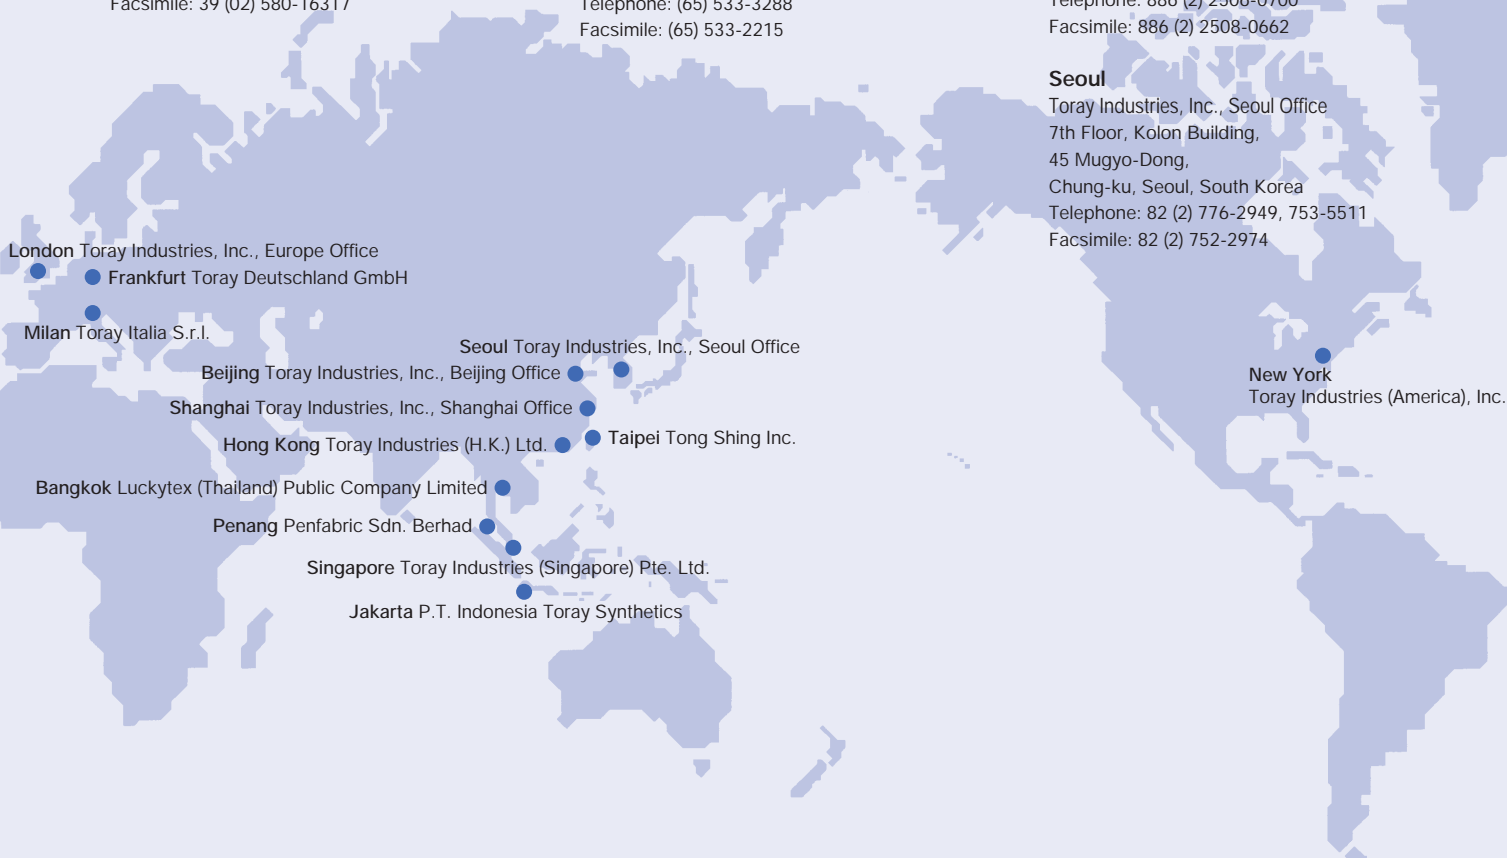 Facsimile: 39 (02) 580-16317
Telephone: (65) 533-3288
Facsimile: (65) 533-2215
Telephone: 886 (2) 2506-0700
Facsimile: 886 (2) 2508-0662
Seoul
Toray Industries, Inc., Seoul Office
7th Floor, Kolon Building,
45 Mugyo-Dong,
Chung-ku, Seoul, South Korea
Telephone: 82 (2) 776-2949, 753-5511
Facsimile: 82 (2) 752-2974
London Toray Industries, Inc., Europe Office
Frankfurt Toray Deutschland GmbH
Milan Toray Italia S.r.l.
Seoul Toray Industries, Inc., Seoul Office
Beijing Toray Industries, Inc., Beijing Office
Shanghai Toray Industries, Inc., Shanghai Office
Hong Kong Toray Industries (H.K.) Ltd.
Taipei Tong Shing Inc.
Bangkok Luckytex (Thailand) Public Company Limited
Penang Penfabric Sdn. Berhad
Singapore Toray Industries (Singapore) Pte. Ltd.
Jakarta P.T. Indonesia Toray Synthetics
New York
Toray Industries (America), Inc.